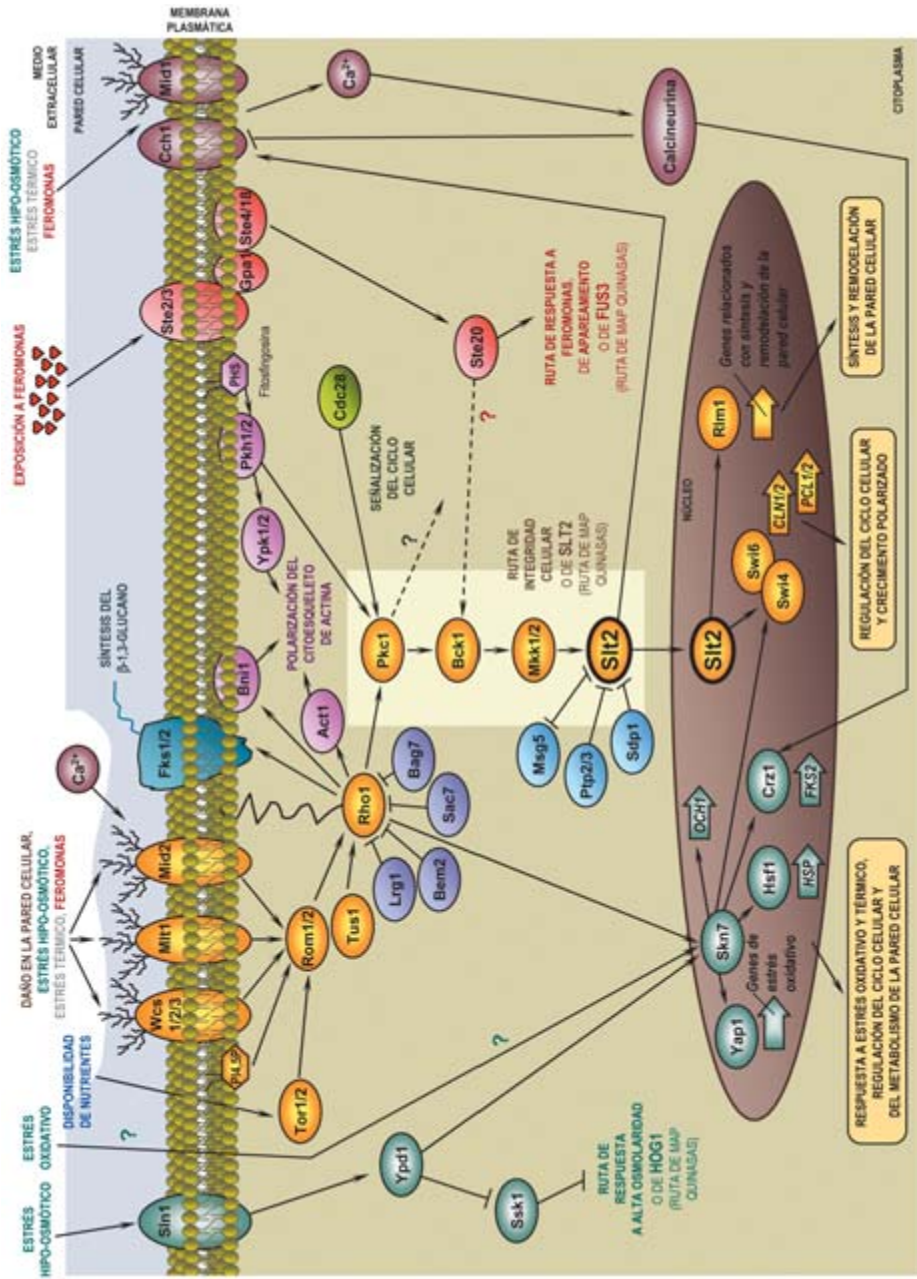 ESTRÉS
HIPO-OSMÓTICO
ESTRÉS
OXIDATIVO
DISPONIBILIDAD
DE NUTRIENTES
DAÑO EN LA PARED CELULAR,
ESTRÉS HIPO-OSMÓTICO,
ESTRÉS TÉRMICO, FEROMONAS
Ca2+
SÍNTESIS DEL
β-1,3-GLUCANO
EXPOSICIÓN A FEROMONAS
ESTRÉS HIPO-OSMÓTICO
ESTRÉS TÉRMICO
FEROMONAS
MEDIO
EXTRACELULAR
PARED CELULAR
MEMBRANA
PLASMÁTICA
Sln1
?
Wcs
1/2/3
Mtl1
Mid2
Fks1/2
Ste2/3
Cch1
Mid1
PI4,5P
Bni1
Pkh1/2
PHS
Fitosfingosina
Gpa1
Ste4/18
Tor1/2
Rom1/2
Tus1
Rho1
Act1
Ypk1/2
POLARIZACIÓN DEL
CITOESQUELETO
DE ACTINA
Cdc28
SEÑALIZACIÓN
DEL CICLO
CELULAR
?
Ca2+
Lrg1
Bem2
Sac7
Bag7
Ypd1
Ssk1
RUTA DE
RESPUESTA
A ALTA OSMOLARIDAD
O DE HOG1
(RUTA DE MAP
QUINASAS)
?
Pkc1
Bck1
Mkk1/2
Slt2
Msg5
Ptp2/3
Sdp1
RUTA DE
INTEGRIDAD
CELULAR
O DE SLT2
(RUTA DE MAP
QUINASAS)
?
Ste20
RUTA DE RESPUESTA A
FEROMONAS,
DE APAREAMIENTO
O DE FUS3
(RUTA DE MAP QUINASAS)
Calcineurina
NÚCLEO
Slt2
OCH1
Skn7
Yap1
Genes de
estrés
oxidativo
Hsf1
HSP
Crz1
FKS2
Swi6
Swi4
CLN1/2
PCL1/2
Rlm1
Genes relacionados
con síntesis y
remodelación de la
pared celular
RESPUESTA A ESTRÉS OXIDATIVO Y TÉRMICO,
REGULACIÓN DEL CICLO CELULAR Y
DEL METABOLISMO DE LA PARED CELULAR
REGULACIÓN DEL CICLO CELULAR
Y CRECIMIENTO POLARIZADO
SÍNTESIS Y REMODELACIÓN
DE LA PARED CELULAR
CITOPLASMA